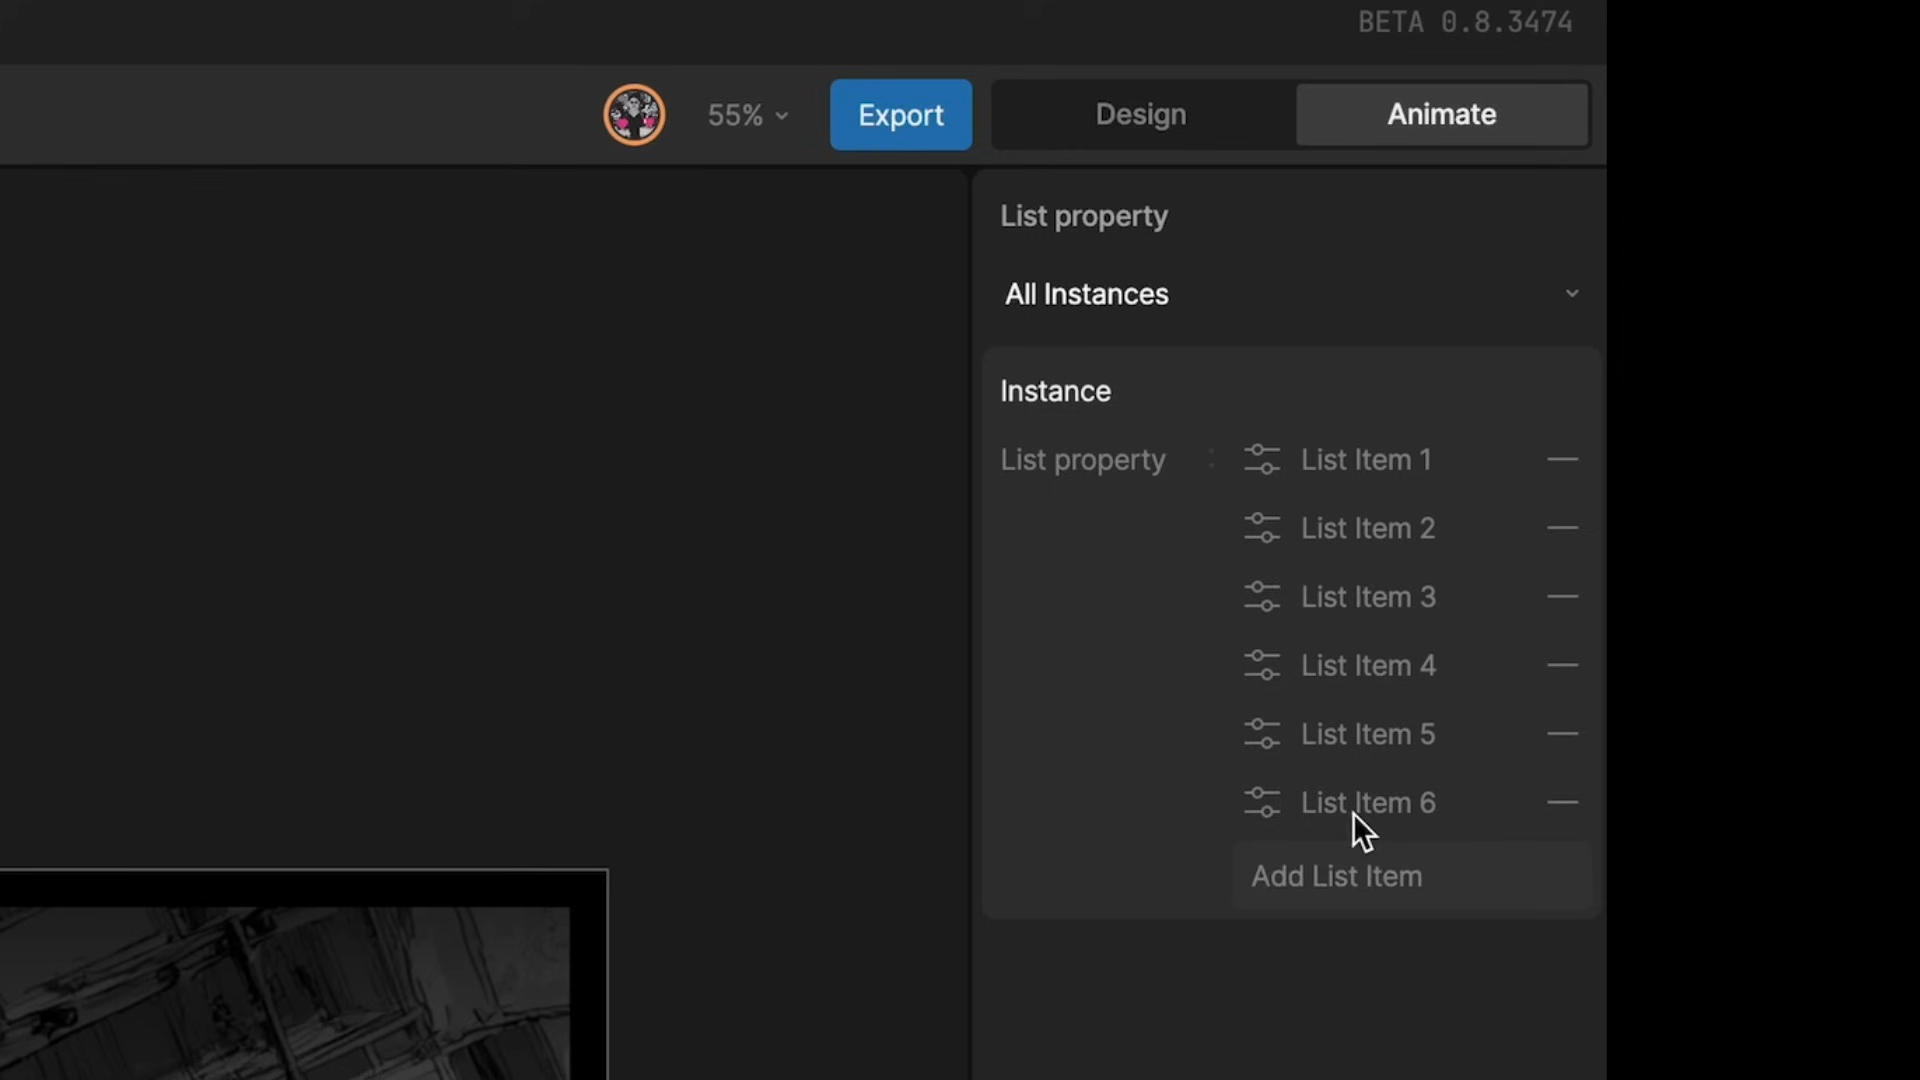 BETA 0.8.3474
55% Export Design Animate
List property
All Instances
Instance
List property : List Item 1
List Item 2
List Item 3
List Item 4
List Item 5
List Item 6
Add List Item